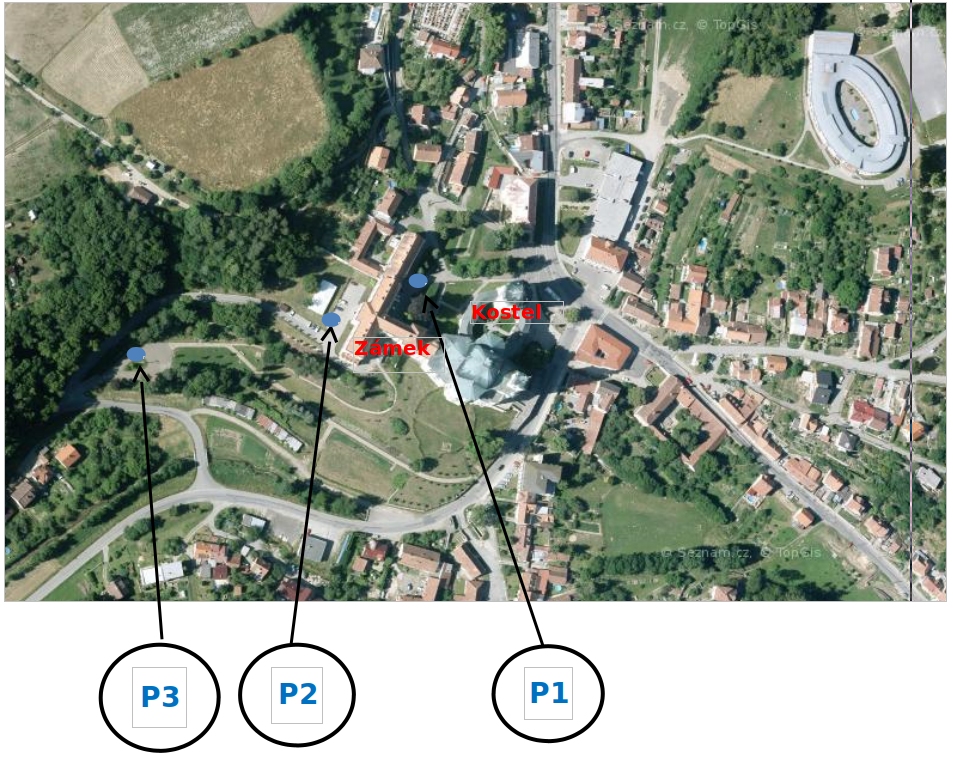 © Seznam.cz, © TopGis
Kostel
Zámek
© Seznam.cz, © TopGis
P3
P2
P1